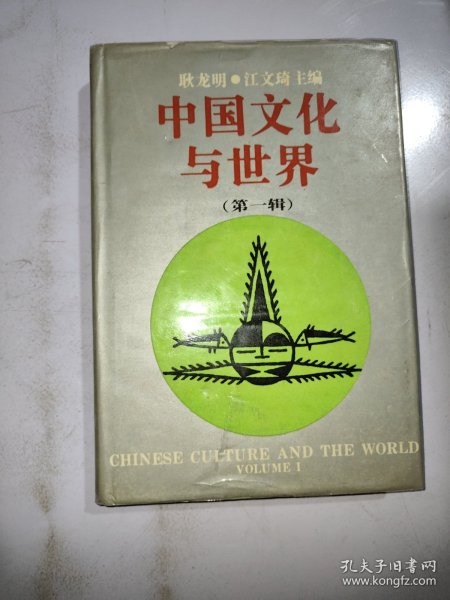 耿龙明●江文琦主编
中国文化
与世界
（第一辑）
CHINESE CULTURE AND THE WORLD
VOLUME I
孔夫子旧书网
www.kongfz.com